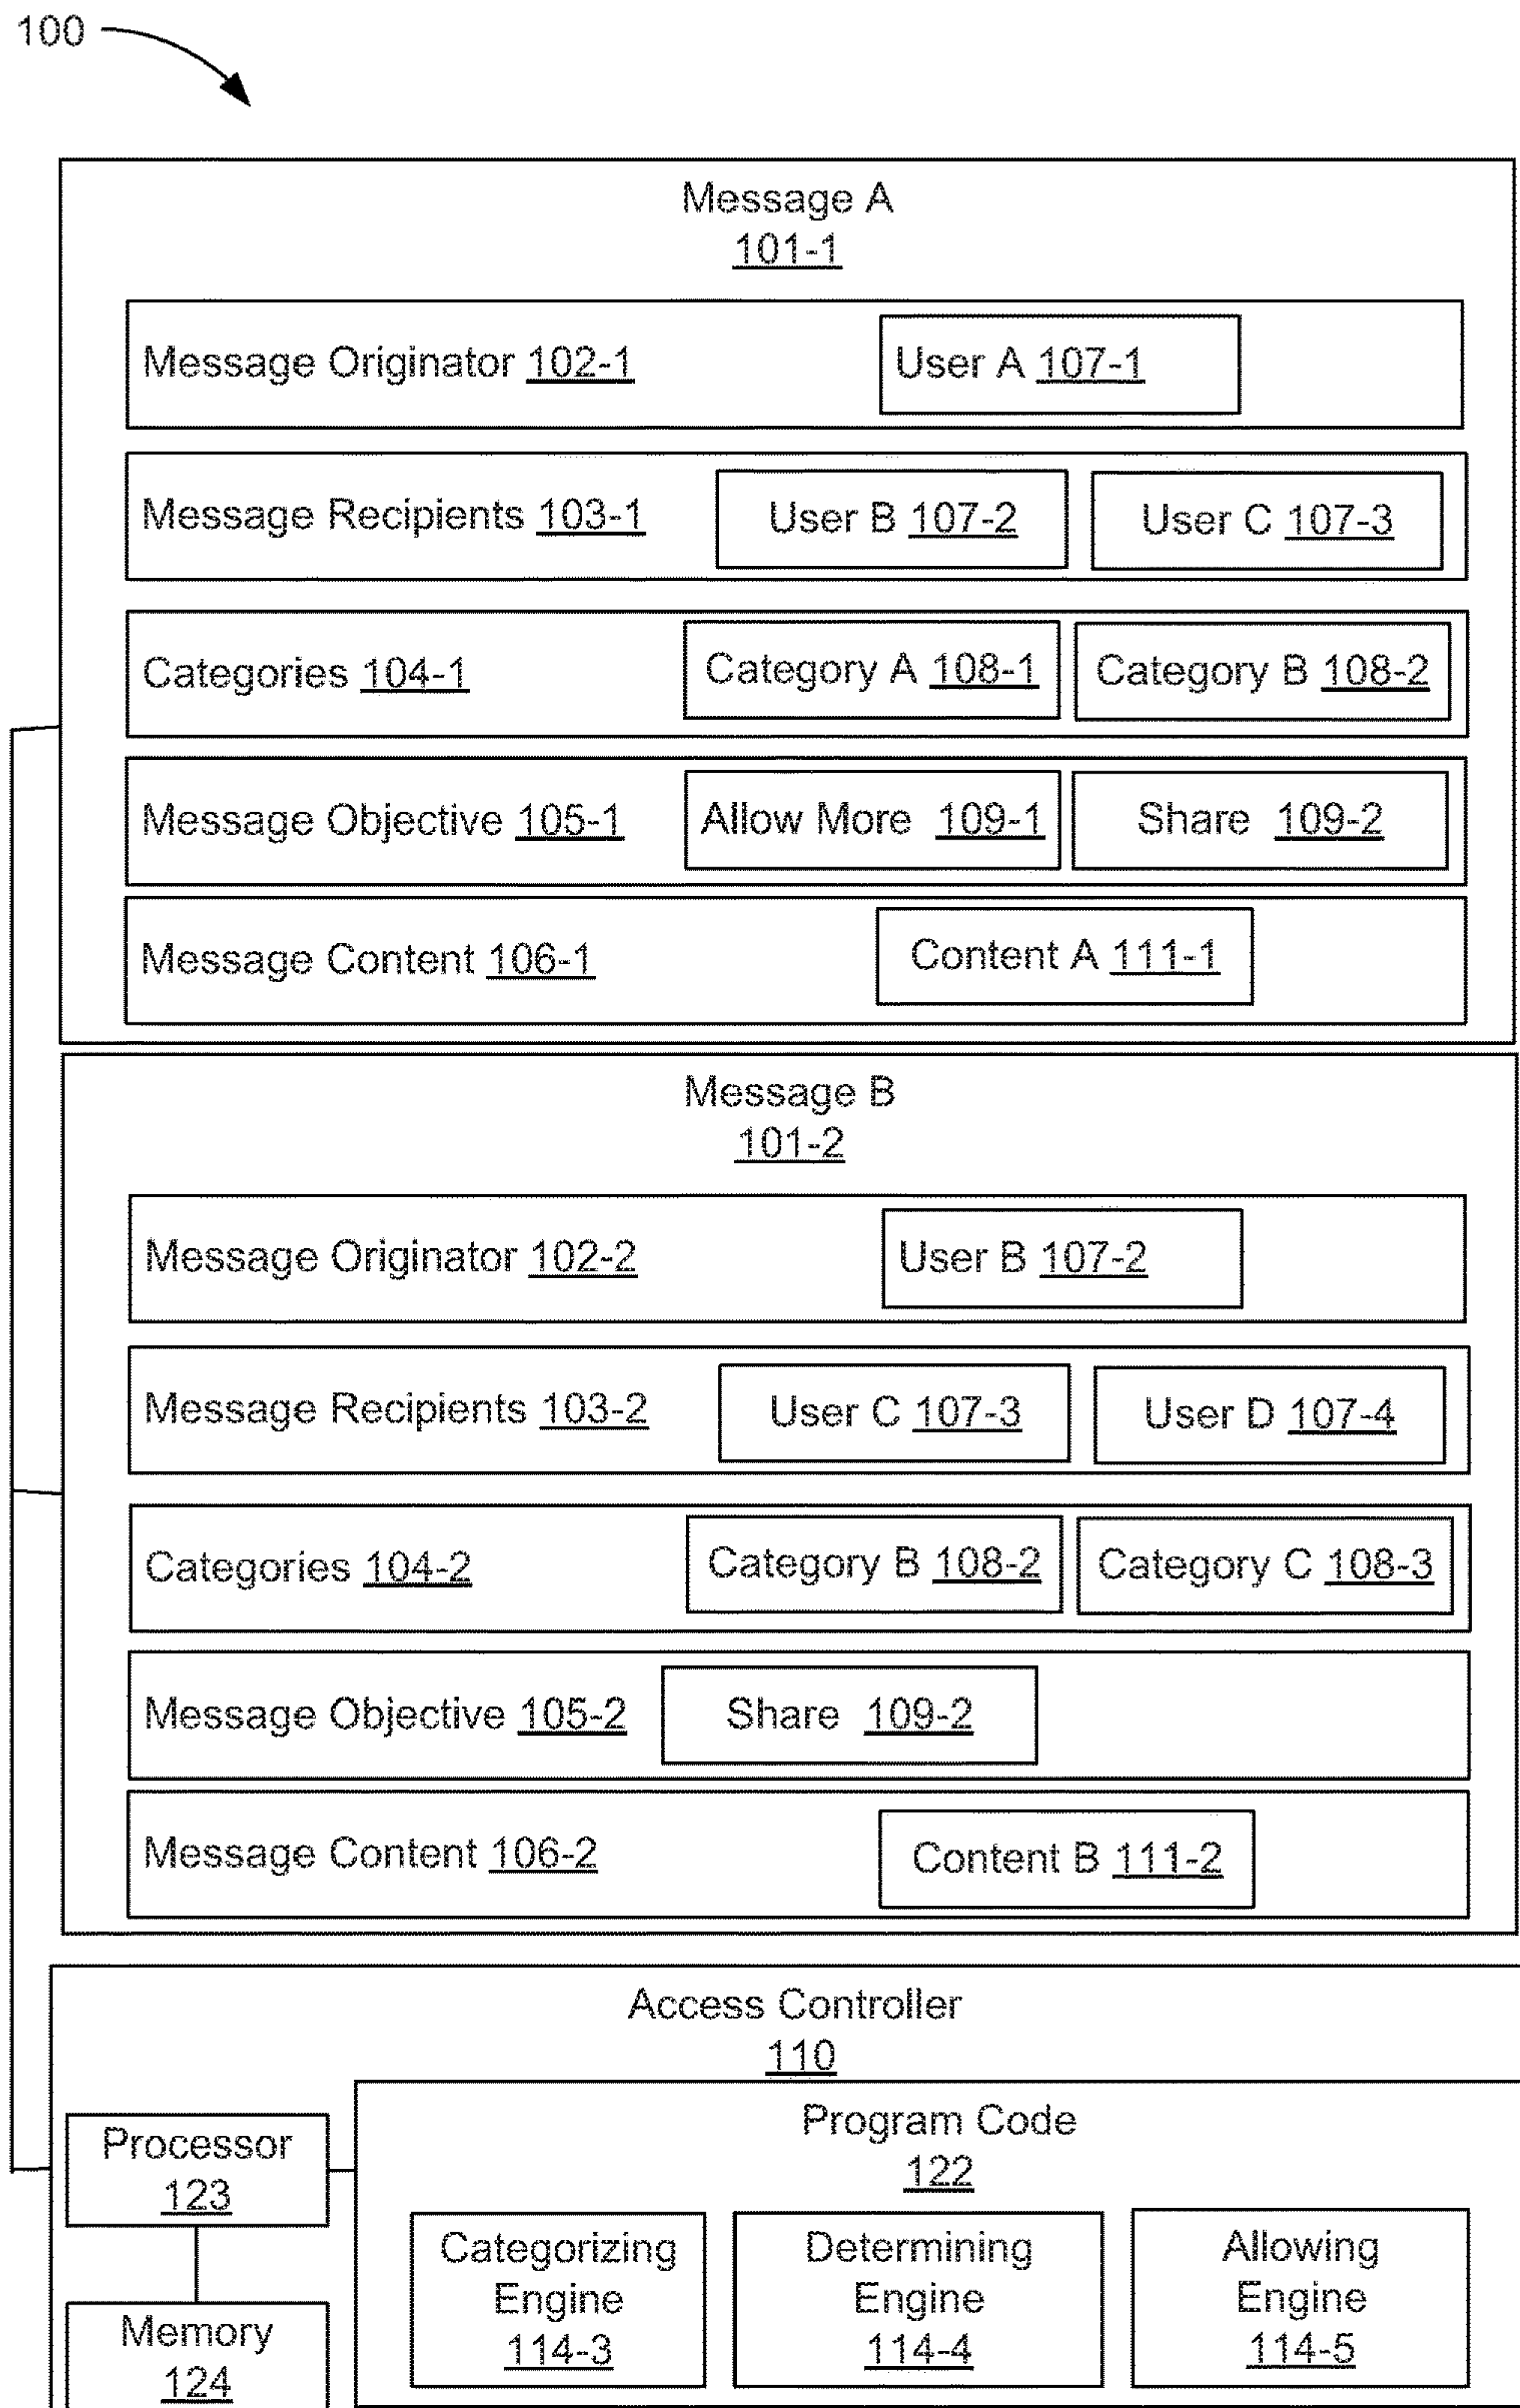 100
Message A
101-1
Message Originator 102-1 User A 107-1
Message Recipients 103-1 User B 107-2 User C 107-3
Categories 104-1 Category A 108-1 Category B 108-2
Message Objective 105-1 Allow More 109-1 Share 109-2
Message Content 106-1 Content A 111-1
Message B
101-2
Message Originator 102-2 User B 107-2
Message Recipients 103-2 User C 107-3 User D 107-4
Categories 104-2 Category B 108-2 Category C 108-3
Message Objective 105-2 Share 109-2
Message Content 106-2 Content B 111-2
Access Controller
110
Processor
123
Memory
124
Program Code
122
Categorizing
Engine
114-3
Determining
Engine
114-4
Allowing
Engine
114-5